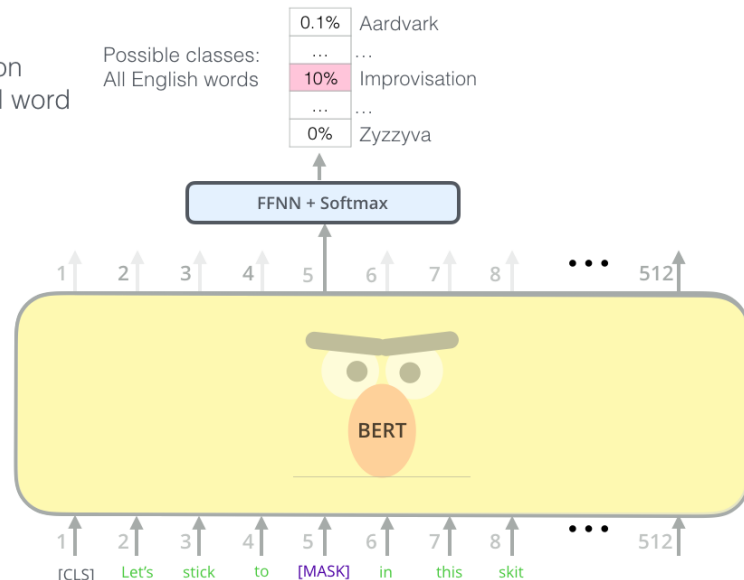 0.1% Aardvark
... ...
Possible classes:
on
All English words
10% Improvisation
d word
... ...
0% Zyzzyva
FFNN + Softmax
1 2 3 4 5 6 7 8 ••• 512
BERT
1 2 3 4 5 6 7 8 ••• 512
[CLS] Let's stick to [MASK] in this skit